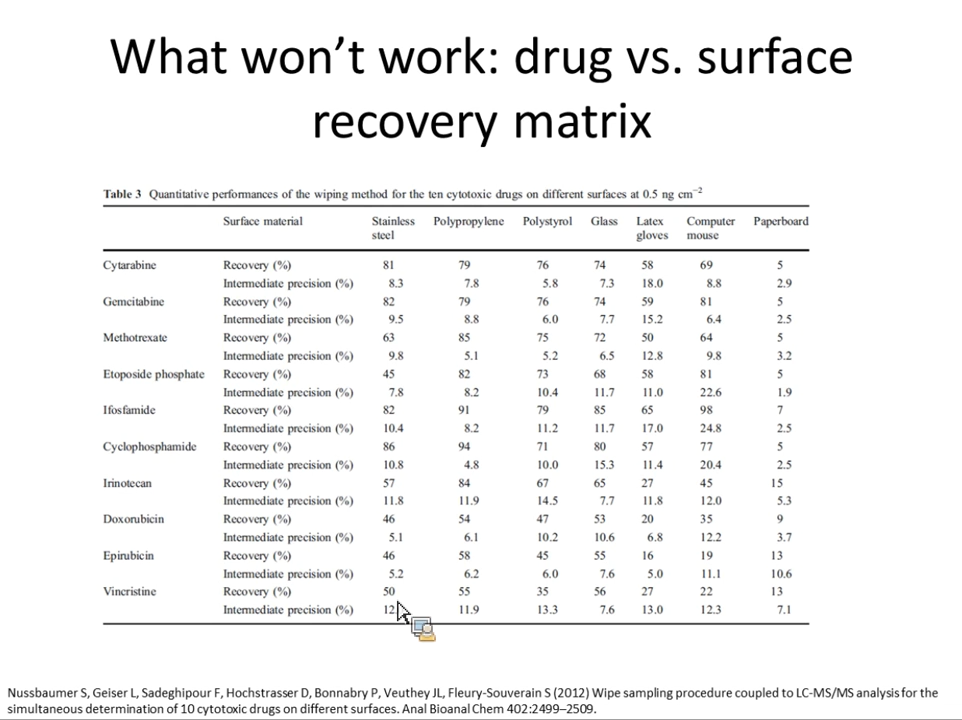 What won't work: drug vs. surface
recovery matrix
Table 3 Quantitative performances of the wiping method for the ten cytotoxic drugs on different surfaces at 0.5 ng cm−2
Surface material Stainless steel Polypropylene Polystyrol Glass Latex gloves Computer mouse Paperboard
Cytarabine Recovery (%) 81 79 76 74 58 69 5
Intermediate precision (%) 8.3 7.8 5.8 7.3 18.0 8.8 2.9
Gemcitabine Recovery (%) 82 79 76 74 59 81 5
Intermediate precision (%) 9.5 8.8 6.0 7.7 15.2 6.4 2.5
Methotrexate Recovery (%) 63 85 75 72 50 64 5
Intermediate precision (%) 9.8 5.1 5.2 6.5 12.8 9.8 3.2
Etoposide phosphate Recovery (%) 45 82 73 68 58 81 5
Intermediate precision (%) 7.8 8.2 10.4 11.7 11.0 22.6 1.9
Ifosfamide Recovery (%) 82 91 79 85 65 98 7
Intermediate precision (%) 10.4 8.2 11.2 11.7 17.0 24.8 2.5
Cyclophosphamide Recovery (%) 86 94 71 80 57 77 5
Intermediate precision (%) 10.8 4.8 10.0 15.3 11.4 20.4 2.5
Irinotecan Recovery (%) 57 84 67 65 27 45 15
Intermediate precision (%) 11.8 11.9 14.5 7.7 11.8 12.0 5.3
Doxorubicin Recovery (%) 46 54 47 53 20 35 9
Intermediate precision (%) 5.1 6.1 10.2 10.6 6.8 12.2 3.7
Epirubicin Recovery (%) 46 58 45 55 16 19 13
Intermediate precision (%) 5.2 6.2 6.0 7.6 5.0 11.1 10.6
Vincristine Recovery (%) 50 55 35 56 27 22 13
Intermediate precision (%) 11.9 13.3 7.6 13.0 12.3 7.1
Nussbaumer S, Geiser L, Sadeghipour F, Hochstrasser D, Bonnabry P, Veuthey JL, Fleury-Souverain S (2012) Wipe sampling procedure coupled to LC-MS/MS analysis for the
simultaneous determination of 10 cytotoxic drugs on different surfaces. Anal Bioanal Chem 402:2499–2509.